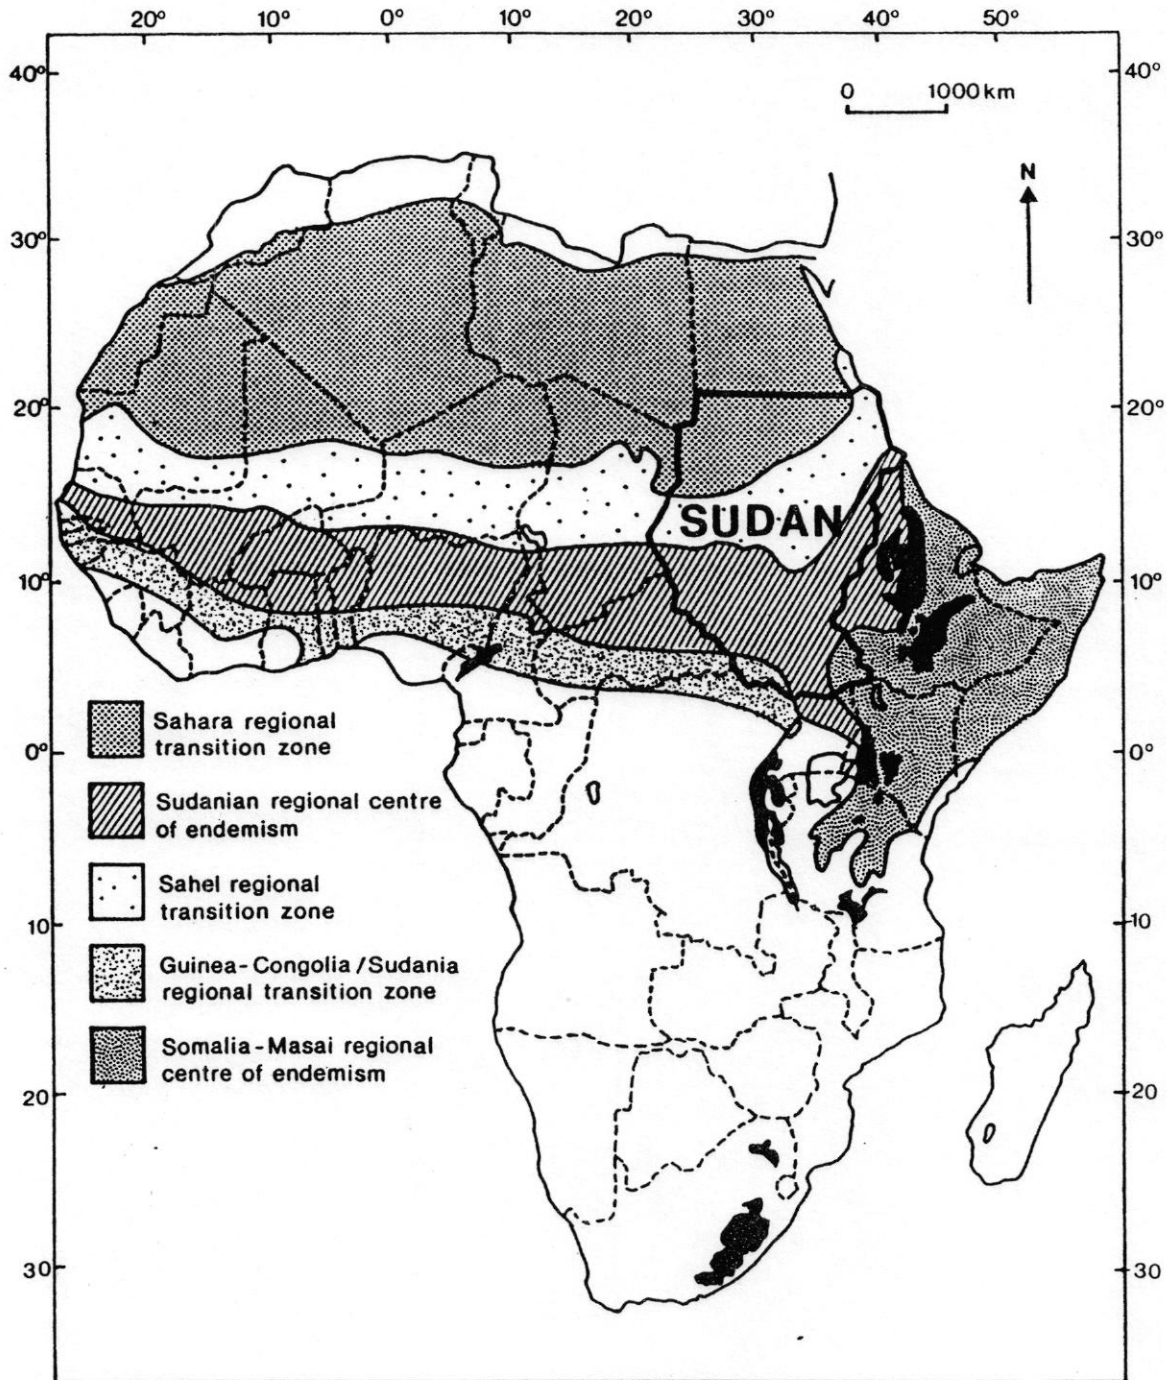 20° 10° 0° 10° 20° 30° 40° 50°
40° 40°
0 1000 km
N
30° 30°
20° 20°
SUDAN
10° 10°
Sahara regional
transition zone
0° 0°
Sudanian regional centre
of endemism
Sahel regional
transition zone
10 10
Guinea-Congolia/Sudania
regional transition zone
Somalia-Masai regional
centre of endemism
20 20
30 30